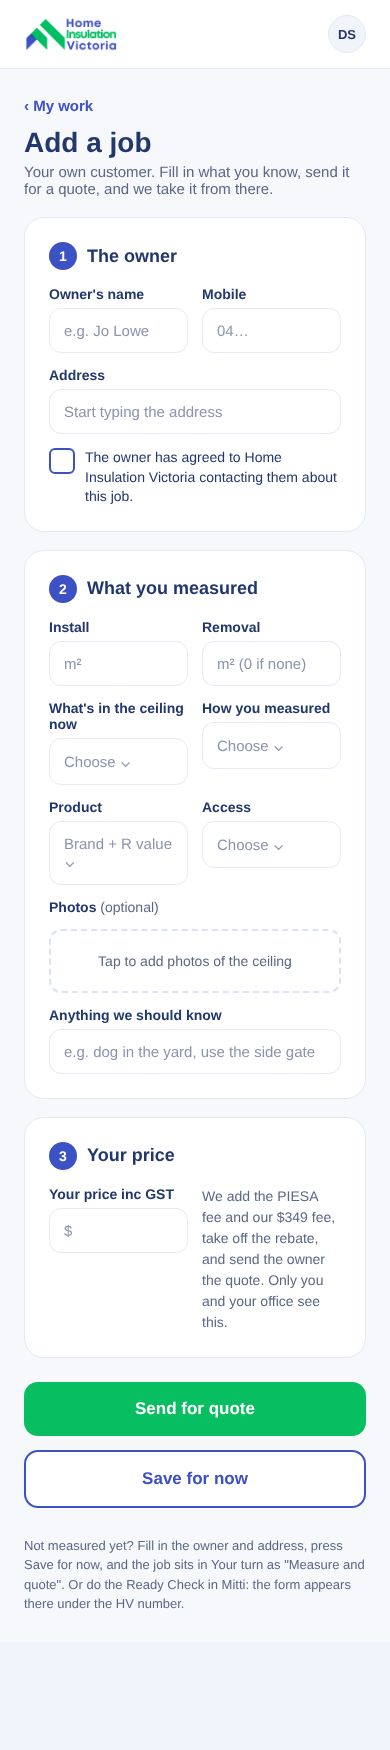 Home
Insulation
Victoria
DS
‹ My work
Add a job
Your own customer. Fill in what you know, send it
for a quote, and we take it from there.
1 The owner
Owner's name Mobile
e.g. Jo Lowe 04…
Address
Start typing the address
The owner has agreed to Home
Insulation Victoria contacting them about
this job.
2 What you measured
Install Removal
m² m² (0 if none)
What's in the ceiling
now
How you measured
Choose
Choose
Product Access
Brand + R value
Choose
Photos (optional)
Tap to add photos of the ceiling
Anything we should know
e.g. dog in the yard, use the side gate
3 Your price
Your price inc GST
$
We add the PIESA
fee and our $349 fee,
take off the rebate,
and send the owner
the quote. Only you
and your office see
this.
Send for quote
Save for now
Not measured yet? Fill in the owner and address, press
Save for now, and the job sits in Your turn as "Measure and
quote". Or do the Ready Check in Mitti: the form appears
there under the HV number.